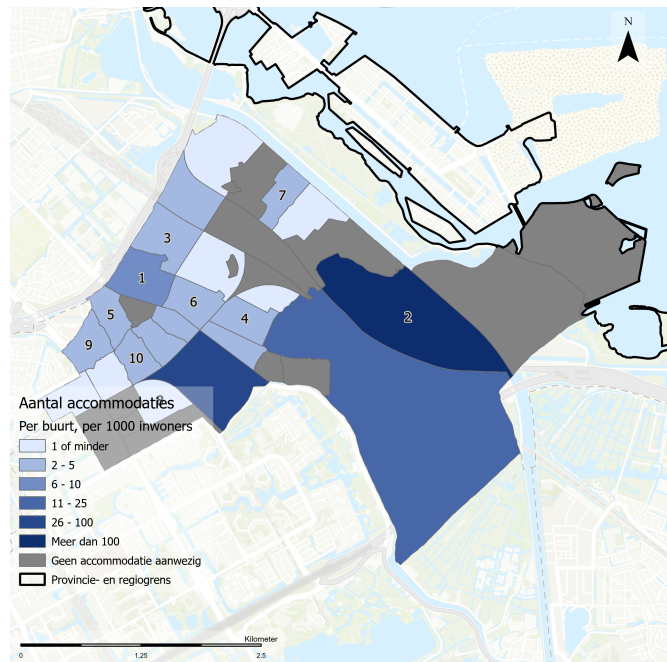 N
7
3
1
6
2
5
4
9
10
8
Aantal accommodaties
Per buurt, per 1000 inwoners
1 of minder
2 - 5
6 - 10
11 - 25
26 - 100
Meer dan 100
Geen accommodatie aanwezig
Provincie- en regiogrens
Kilometer
0 1.25 2.5